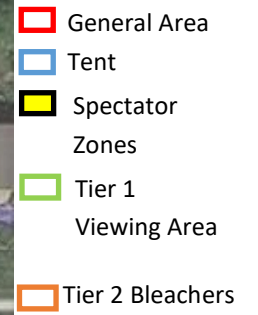 General Area
Tent
Spectator
Zones
Tier 1
Viewing Area
Tier 2 Bleachers